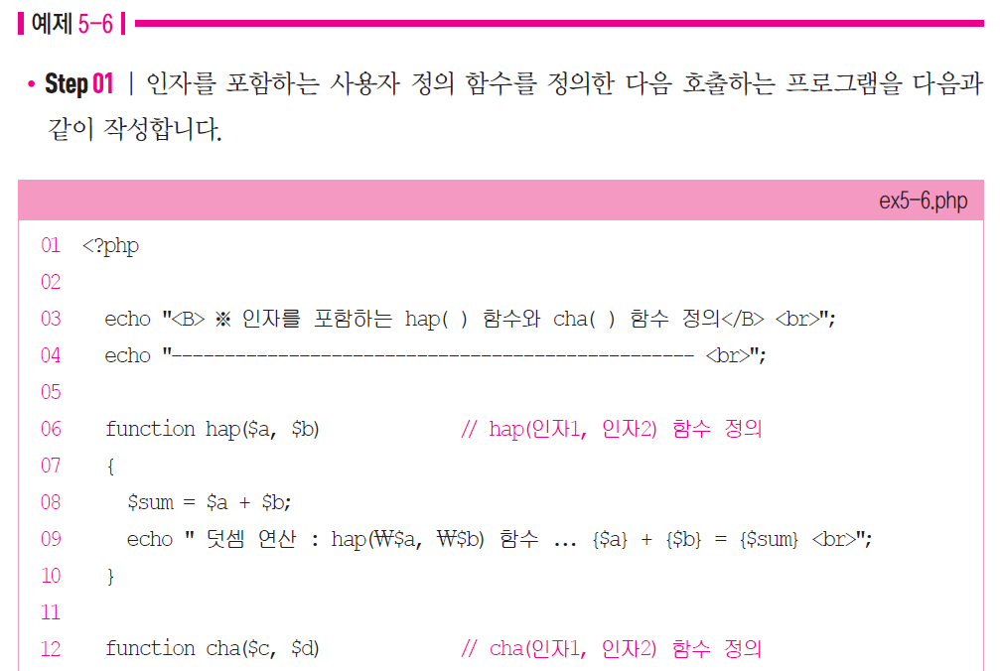 예제 5-6
• Step 01 | 인자를 포함하는 사용자 정의 함수를 정의한 다음 호출하는 프로그램을 다음과
같이 작성합니다.
ex5-6.php
01 <?php
02
03 echo "<B> ※ 인자를 포함하는 hap( ) 함수와 cha( ) 함수 정의</B> <br>";
04 echo "------------------------------------------------- <br>";
05
06 function hap($a, $b) // hap(인자1, 인자2) 함수 정의
07 {
08 $sum = $a + $b;
09 echo " 덧셈 연산 : hap(₩$a, ₩$b) 함수 ... {$a} + {$b} = {$sum} <br>";
10 }
11
12 function cha($c, $d) // cha(인자1, 인자2) 함수 정의